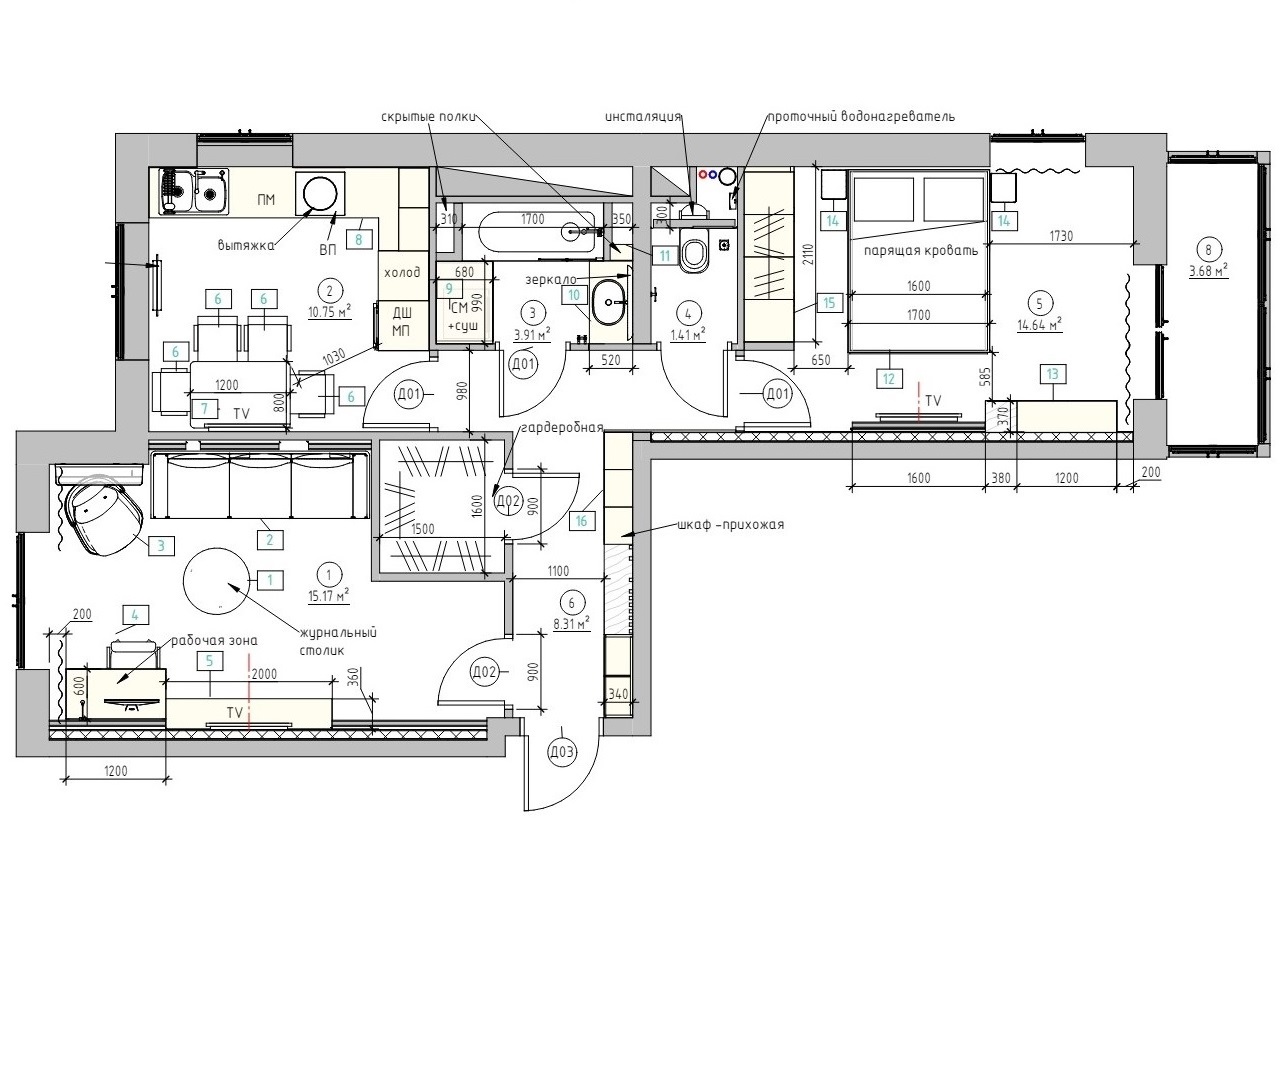 скрытые полки
инсталяция
проточный водонагреватель
ПМ
вытяжка
ВП
8
310
1700
350
300
11
14
14
парящая кровать
1730
8
3.68 м²
холод
680
9
990
СМ
+суш
зеркало
10
2110
15
1600
1700
5
14.64 м²
2
10.75 м²
6
6
ДШ
МП
3
3.91 м²
4
1.41 м²
6
1030
Д01
520
650
12
585
13
1200
6
Д01
980
Д01
7
TV
800
TV
370
гардеробная
1600
380
1200
200
1600
Д02
900
16
шкаф -прихожая
1500
2
3
1
1
15.17 м²
1100
6
8.31 м²
4
200
рабочая зона
журнальный
столик
5
2000
360
Д02
900
600
340
TV
Д03
1200